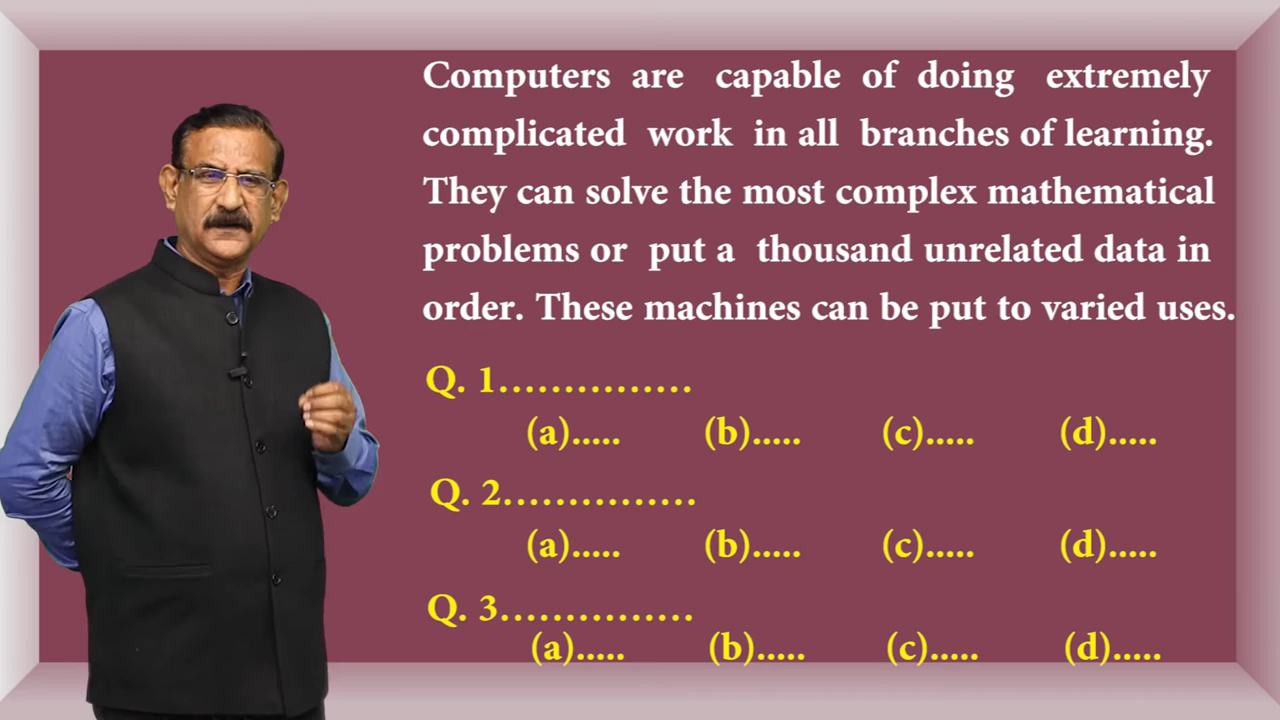 Computers are capable of doing extremely
complicated work in all branches of learning.
They can solve the most complex mathematical
problems or put a thousand unrelated data in
order. These machines can be put to varied uses.
Q. 1...............
(a)..... (b)..... (c)..... (d).....
Q. 2...............
(a)..... (b)..... (c)..... (d).....
Q. 3...............
(a)..... (b)..... (c)..... (d).....